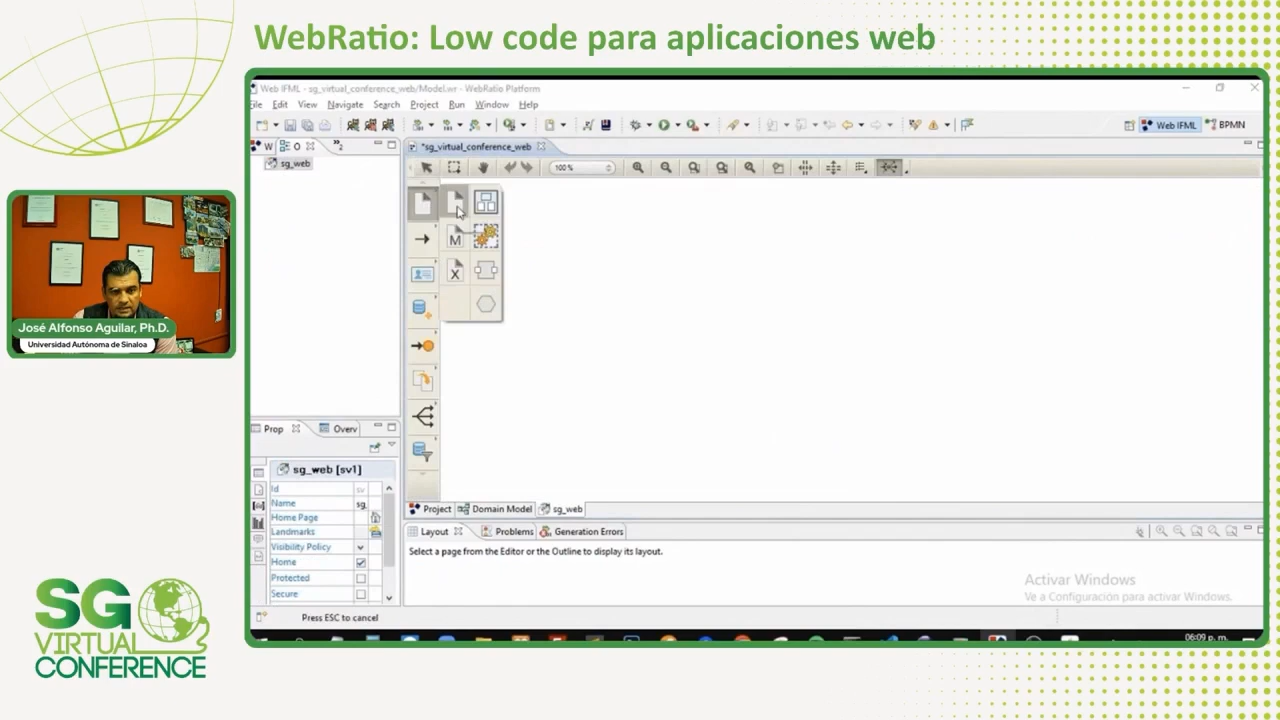 WebRatio: Low code para aplicaciones web
Web IFML - sg_virtual_conference_web/Model.wr - WebRatio Platform
File Edit View Navigate Search Project Run Window Help
Web IFML
BPMN
W
O
*sg_virtual_conference_web
sg_web
100%
M
X
José Alfonso Aguilar, Ph.D.
Universidad Autónoma de Sinaloa
Prop
Overv
sg_web [sv1]
Id sv
Name sg
Home Page
Landmarks
Visibility Policy
Home
Protected
Secure
Project
Domain Model
sg_web
Layout
Problems
Generation Errors
Select a page from the Editor or the Outline to display its layout.
Activar Windows
Ve a Configuración para activar Windows.
Press ESC to cancel
06:09 p. m.
SG
VIRTUAL
CONFERENCE